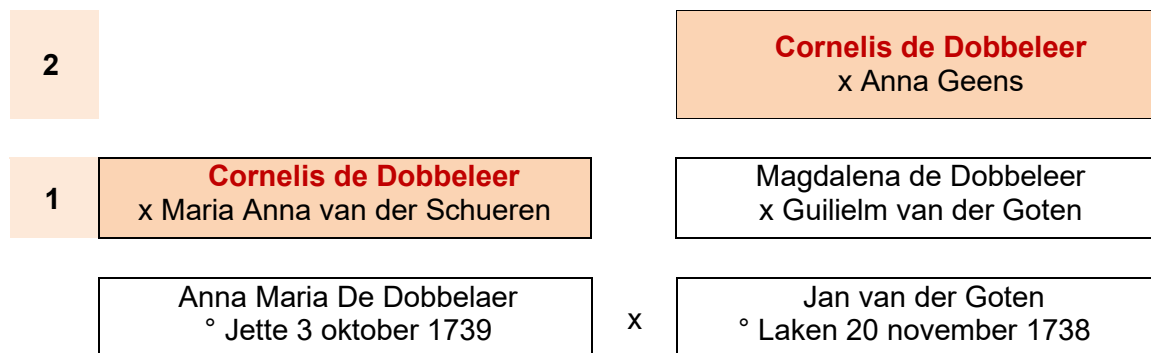 2
Cornelis de Dobbeleer
x Anna Geens
1
Cornelis de Dobbeleer
x Maria Anna van der Schueren
Magdalena de Dobbeleer
x Guilielm van der Goten
Anna Maria De Dobbelaer
° Jette 3 oktober 1739
x
Jan van der Goten
° Laken 20 november 1738